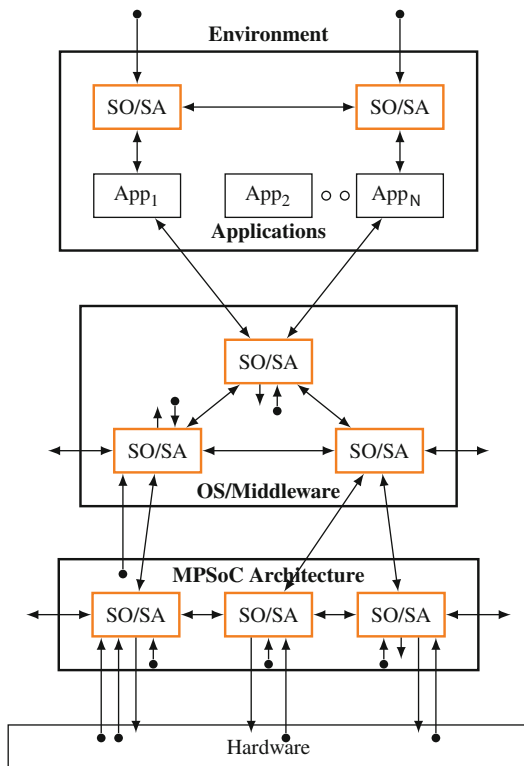 Environment
SO/SA
SO/SA
App1
App2
AppN
Applications
SO/SA
SO/SA
SO/SA
OS/Middleware
MPSoC Architecture
SO/SA
SO/SA
SO/SA
Hardware